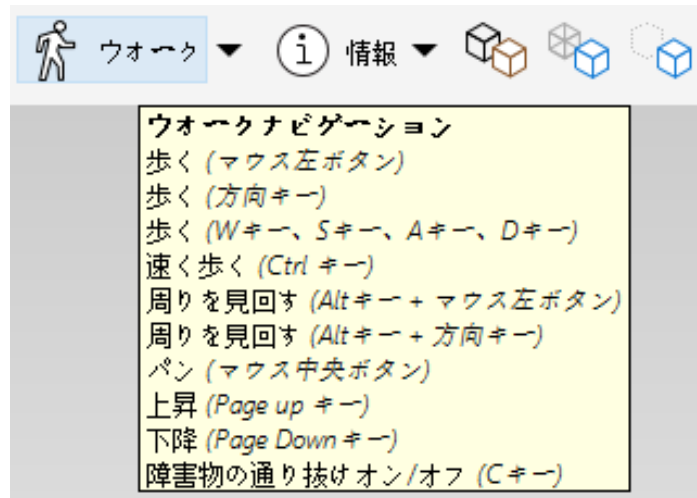 ウオーク ▼ i 情報 ▼
ウオークナビゲーション
歩く (マウス左ボタン)
歩く (方向キー)
歩く (Wキー、Sキー、Aキー、Dキー)
速く歩く (Ctrl キー)
周りを見回す (Altキー + マウス左ボタン)
周りを見回す (Altキー + 方向キー)
パン (マウス中央ボタン)
上昇 (Page up キー)
下降 (Page Down キー)
障害物の通り抜けオン/オフ (Cキー)